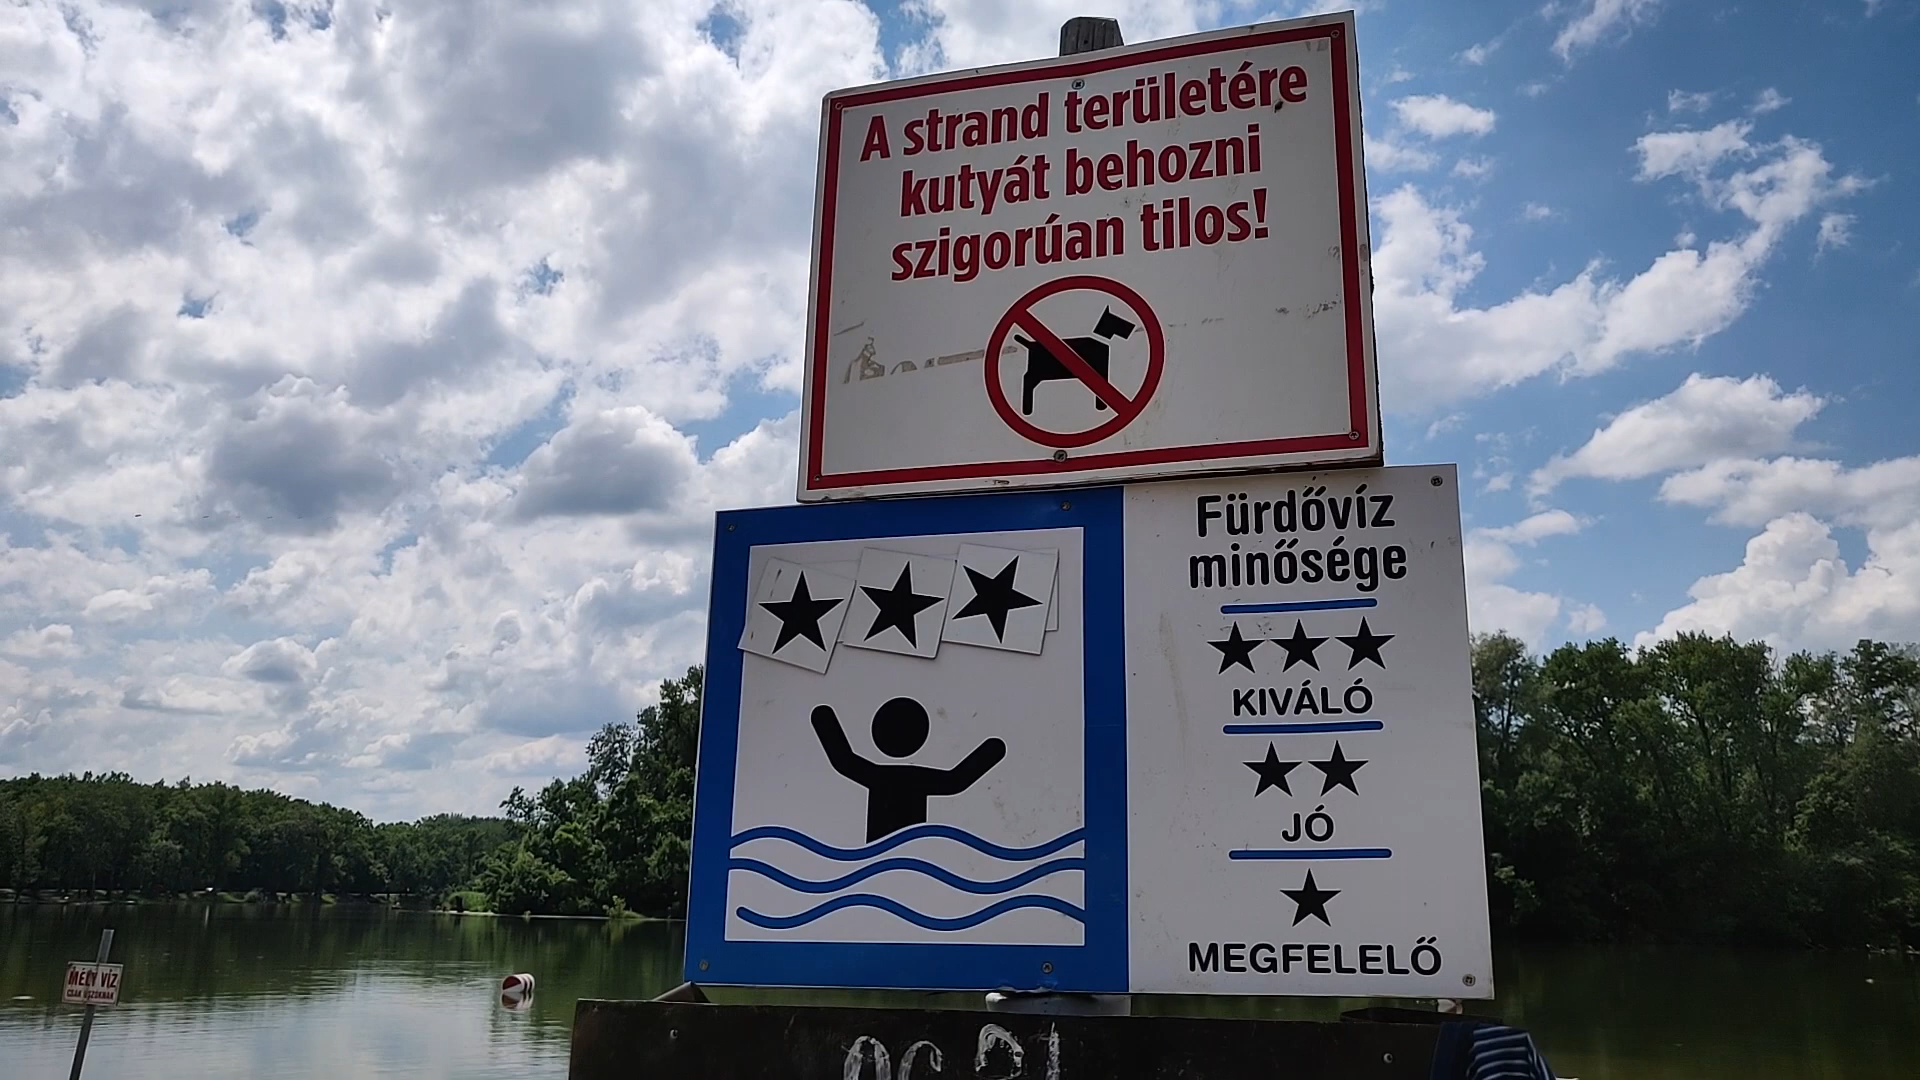 A strand területére
kutyát behozni
szigorúan tilos!
Fürdővíz
minősége
KIVÁLÓ
JÓ
MEGFELELŐ
MÉLY VÍZ
CSAK ÚSZÓKNAK